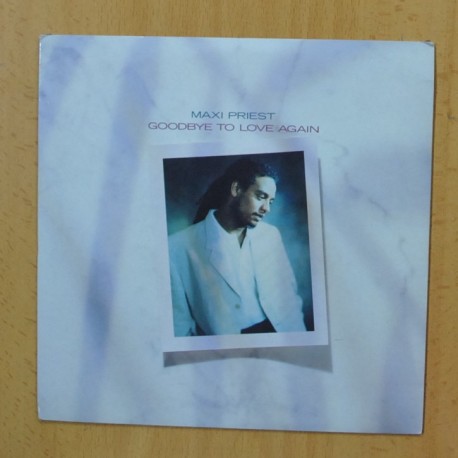 MAXI PRIEST
GOODBYE TO LOVE AGAIN